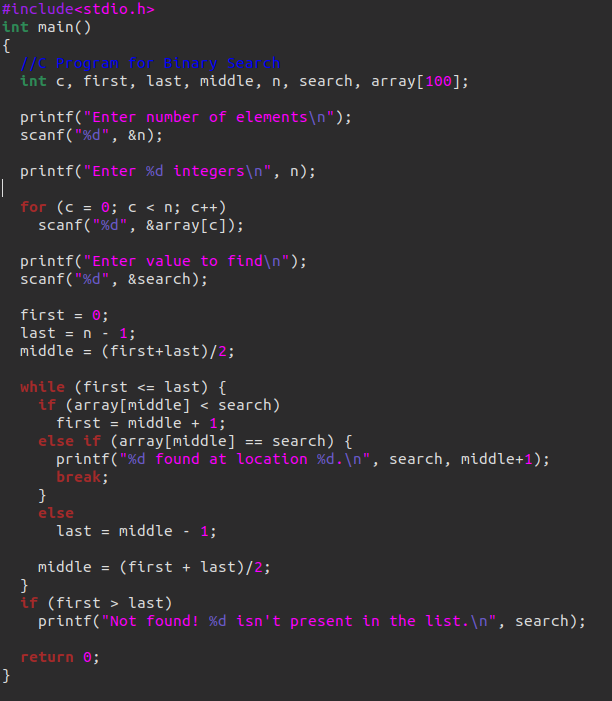 #include<stdio.h>
int main()
{
  //C Program for Binary Search
  int c, first, last, middle, n, search, array[100];

  printf("Enter number of elements\n");
  scanf("%d", &n);

  printf("Enter %d integers\n", n);

  for (c = 0; c < n; c++)
    scanf("%d", &array[c]);

  printf("Enter value to find\n");
  scanf("%d", &search);

  first = 0;
  last = n - 1;
  middle = (first+last)/2;

  while (first <= last) {
    if (array[middle] < search)
      first = middle + 1;
    else if (array[middle] == search) {
      printf("%d found at location %d.\n", search, middle+1);
      break;
    }
    else
      last = middle - 1;

    middle = (first + last)/2;
  }
  if (first > last)
    printf("Not found! %d isn't present in the list.\n", search);

  return 0;
}